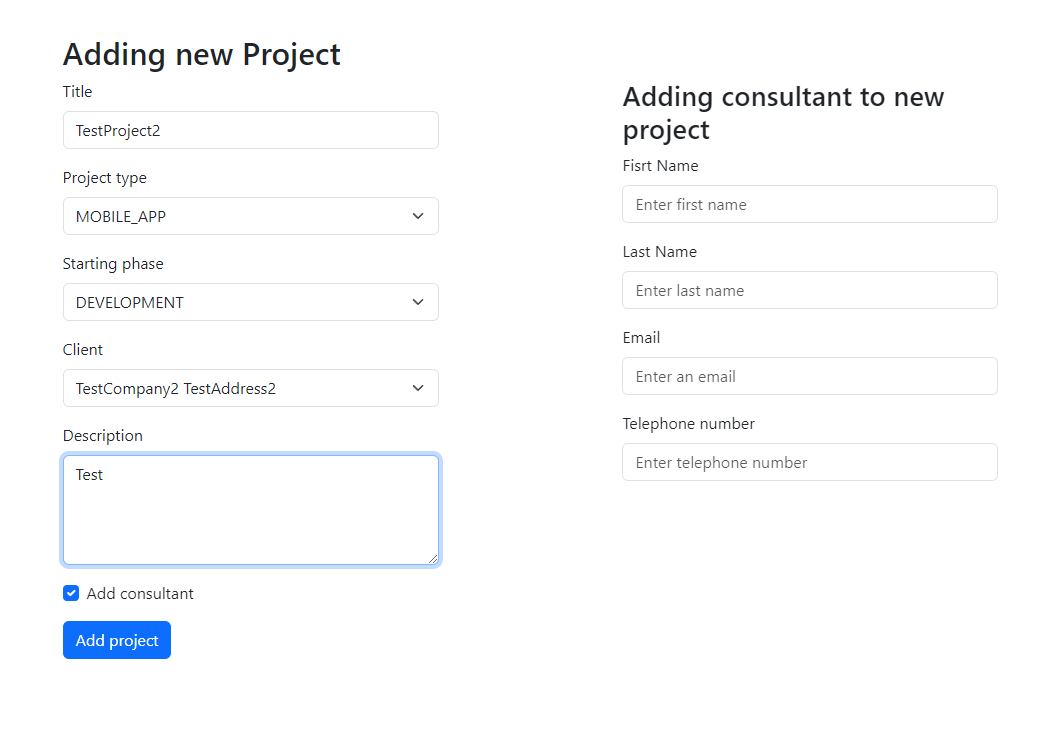 Adding new Project
Title
TestProject2
Project type
MOBILE_APP
Starting phase
DEVELOPMENT
Client
TestCompany2 TestAddress2
Description
Test
Add consultant
Add project
Adding consultant to new
project
Fisrt Name
Enter first name
Last Name
Enter last name
Email
Enter an email
Telephone number
Enter telephone number